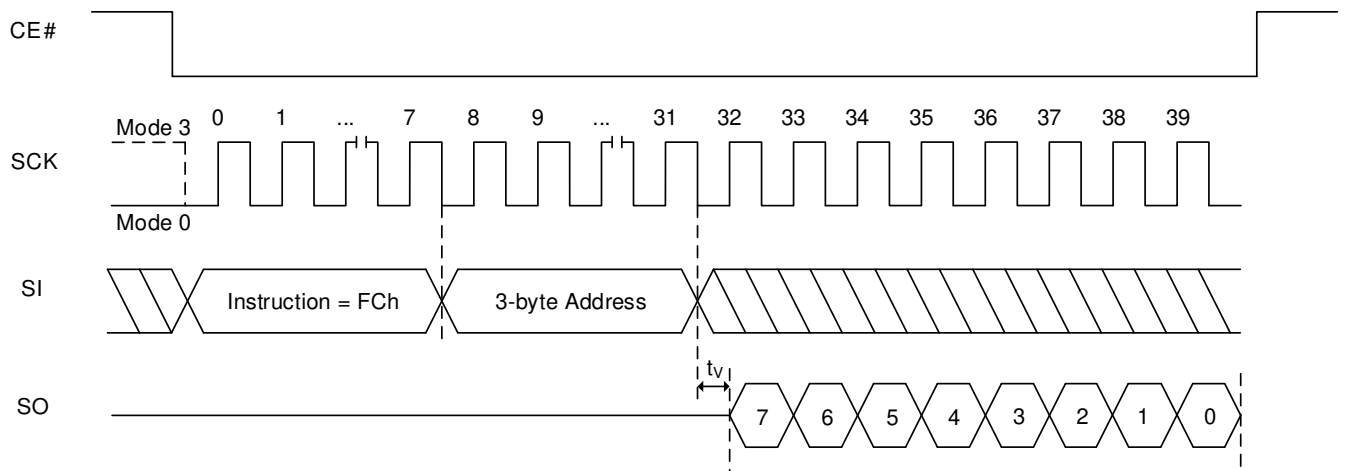 CE#
Mode 3 0 1 ... 7 8 9 ... 31 32 33 34 35 36 37 38 39
SCK
Mode 0
SI Instruction = FCh 3-byte Address
tV
SO 7 6 5 4 3 2 1 0